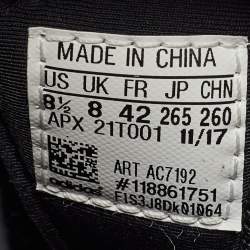 MADE IN CHINA
US UK FR JP CHN
8½ 8 42 265 260
APX 21T001 11/17
ART AC7192
adidas #118861751
F1S3J8Dk01064